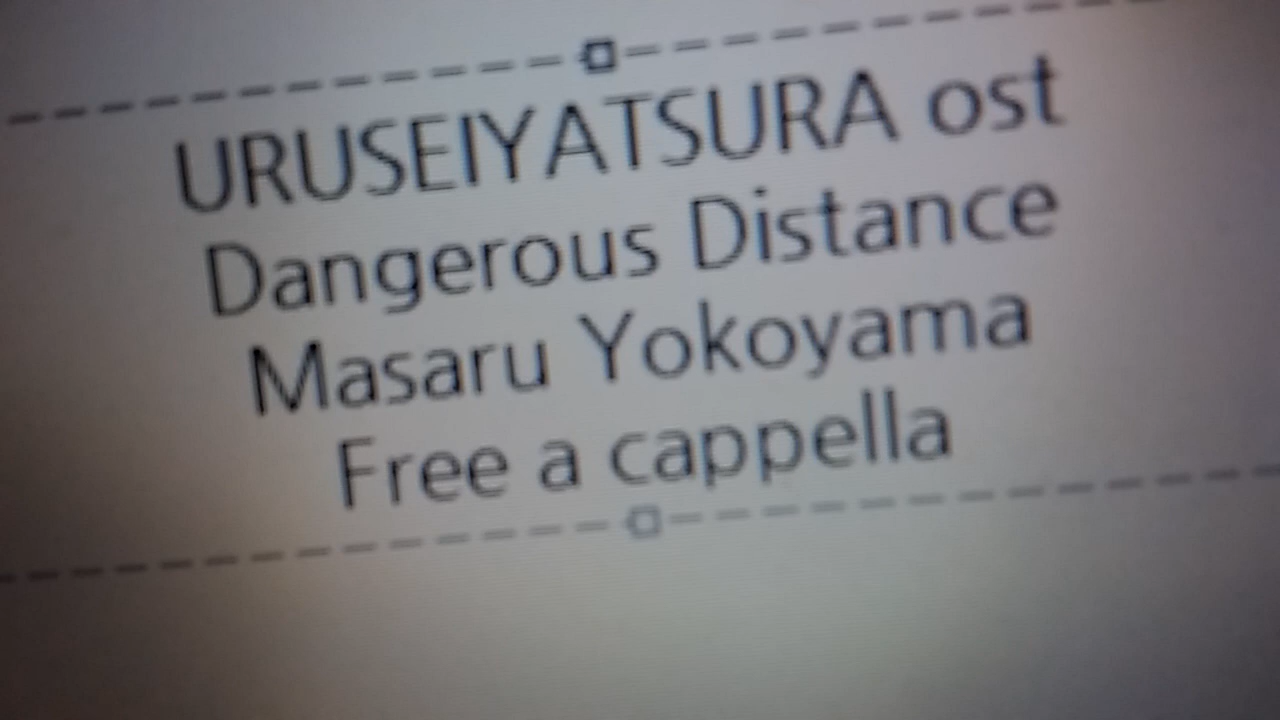 URUSEIYATSURA ost
Dangerous Distance
Masaru Yokoyama
Free a cappella